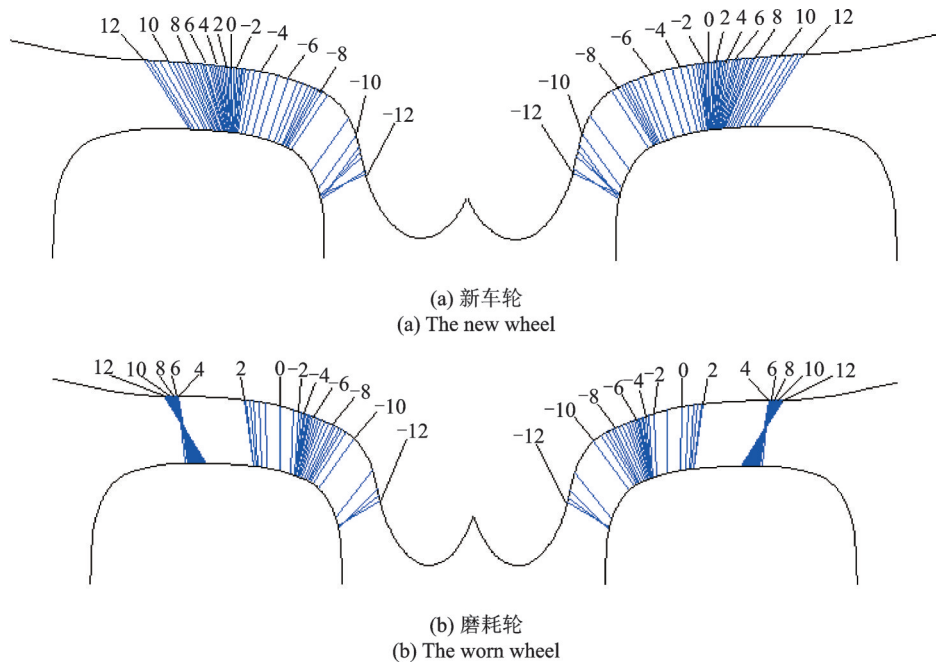 12 10 8 6 4 2 0 −2 −4 −6 −8 −10 −12
−12 −10 −8 −6 −4 −2 0 2 4 6 8 10 12
(a) 新车轮
(a) The new wheel
12 10 8 6 4 2 0 −2 −4 −6 −8 −10 −12
−12 −10 −8 −6 −4 −2 0 2 4 6 8 10 12
(b) 磨耗轮
(b) The worn wheel